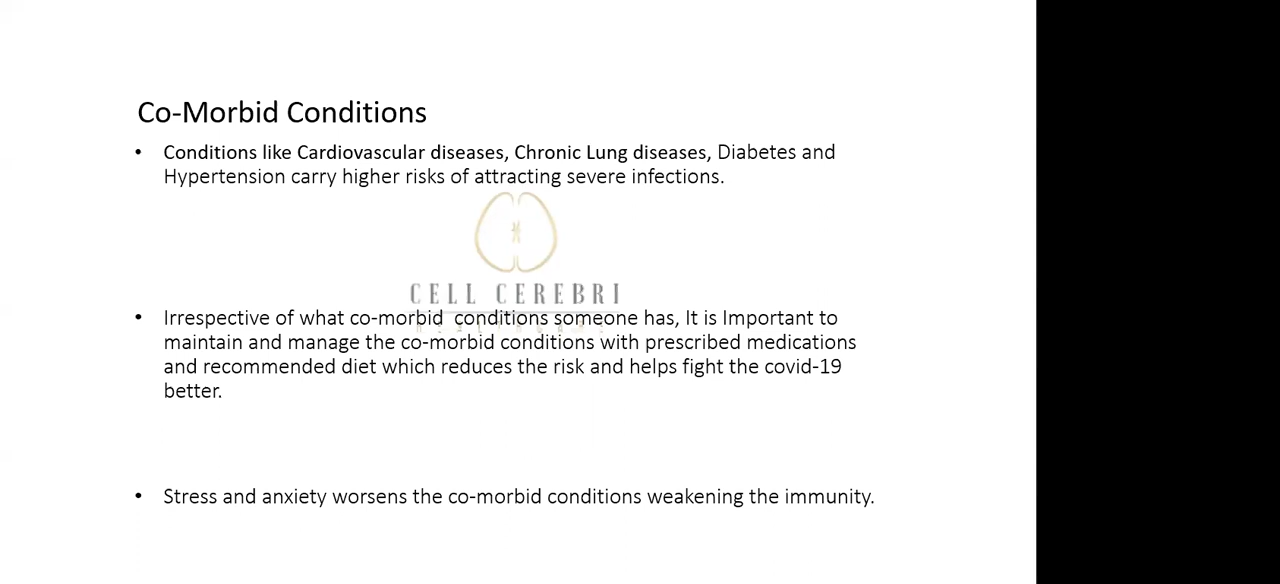 Co-Morbid Conditions
• Conditions like Cardiovascular diseases, Chronic Lung diseases, Diabetes and
Hypertension carry higher risks of attracting severe infections.
CELL CEREBRI
• Irrespective of what co-morbid conditions someone has, It is Important to
maintain and manage the co-morbid conditions with prescribed medications
and recommended diet which reduces the risk and helps fight the covid-19
better.
• Stress and anxiety worsens the co-morbid conditions weakening the immunity.